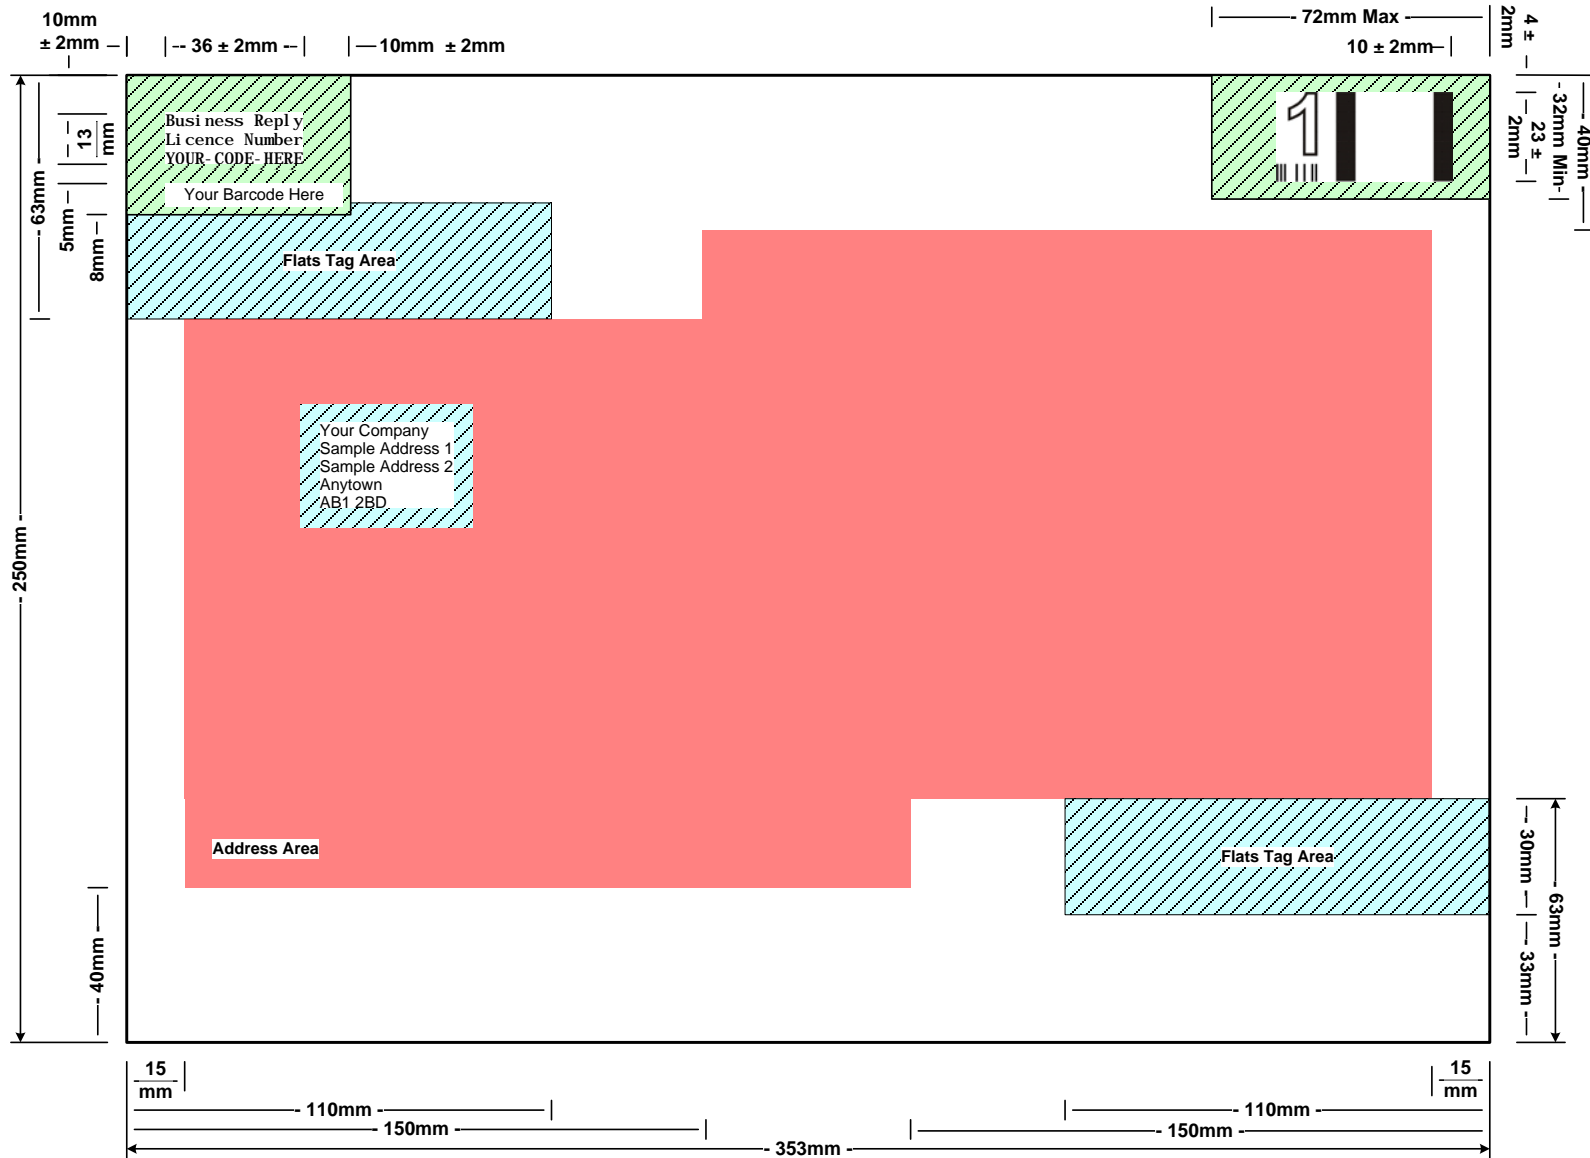 10mm
± 2mm
- 36 ± 2mm -
10mm ± 2mm
- 72mm Max -
10 ± 2mm
4 ±
2mm
Business Reply
Licence Number
YOUR-CODE-HERE
Your Barcode Here
1
13
mm
- 63mm -
5mm
8mm
23 ±
2mm
- 32mm Min-
- 40mm -
Flats Tag Area
Your Company
Sample Address 1
Sample Address 2
Anytown
AB1 2BD
- 250mm -
Address Area
Flats Tag Area
- 30mm -
- 63mm -
- 33mm-
- 40mm -
15
mm
15
mm
- 110mm -
- 110mm -
- 150mm -
- 150mm -
- 353mm -